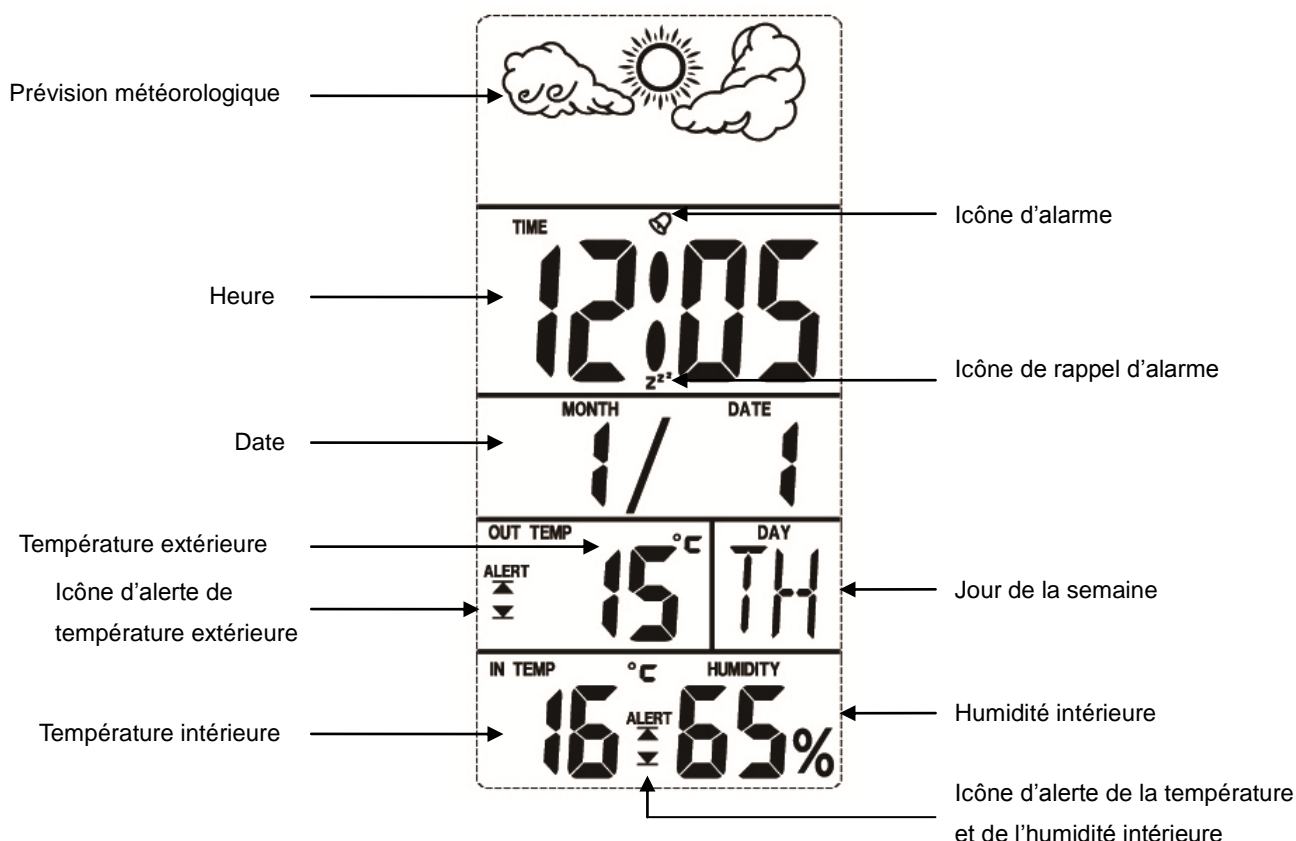 Prévision météorologique
TIME
Icône d'alarme
12:05
Heure
zzz
Icône de rappel d'alarme
MONTH DATE
Date
1/ 1
OUT TEMP
DAY
Température extérieure
15 °C
TH
ALERT
Icône d'alerte de
température extérieure
Jour de la semaine
IN TEMP °C HUMIDITY
16 ALERT 65%
Température intérieure
Humidité intérieure
Icône d'alerte de la température
et de l'humidité intérieure